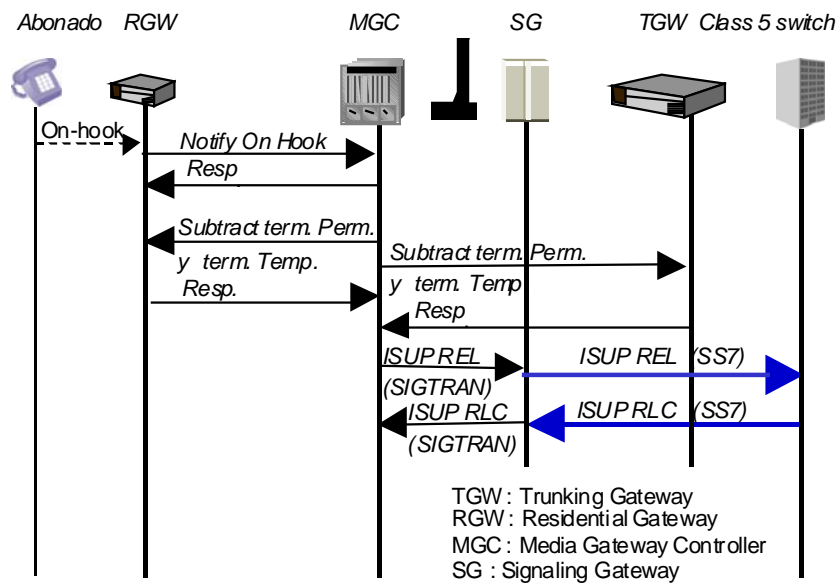 Abonado RGW MGC SG TGW Class 5 switch
On-hook
Notify On Hook
Resp
Subtract term. Perm.
y term. Temp.
Subtract term. Perm.
y term. Temp
Resp.
Resp
ISUP REL
(SIGTRAN)
ISUP REL (SS7)
ISUP RLC
(SIGTRAN)
ISUP RLC (SS7)
TGW : Trunking Gateway
RGW : Residential Gateway
MGC : Media Gateway Controller
SG : Signaling Gateway